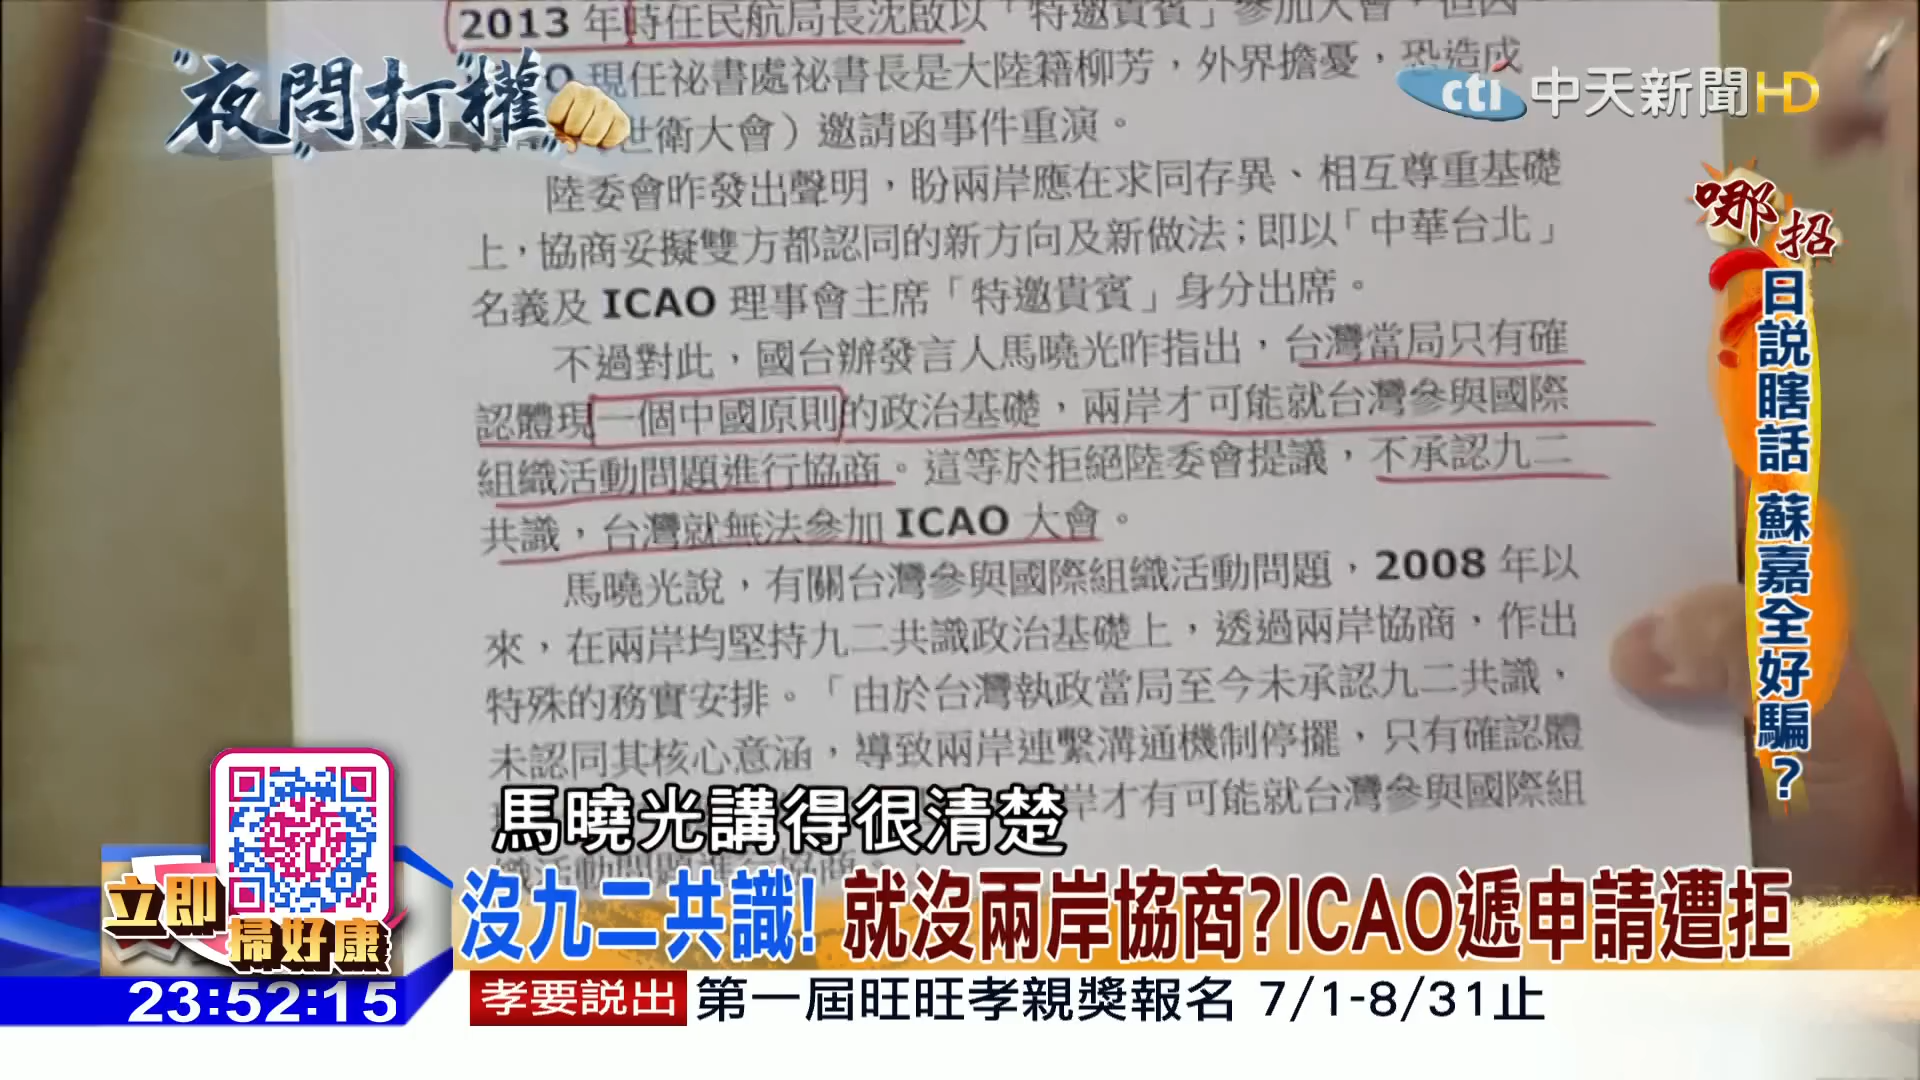 2013 年時任民航局長沈啟以「特邀貴賓」參加大會，但因
現任祕書處祕書長是大陸籍柳芳，外界擔憂，恐造成
世衛大會）邀請函事件重演。
陸委會昨發出聲明，盼兩岸應在求同存異、相互尊重基礎
上，協商妥擬雙方都認同的新方向及新做法；即以「中華台北」
名義及 ICAO 理事會主席「特邀貴賓」身分出席。
不過對此，國台辦發言人馬曉光昨指出，台灣當局只有確
認體現一個中國原則的政治基礎，兩岸才可能就台灣參與國際
組織活動問題進行協商。這等於拒絕陸委會提議，不承認九二
共識，台灣就無法參加 ICAO 大會。
馬曉光說，有關台灣參與國際組織活動問題，2008 年以
來，在兩岸均堅持九二共識政治基礎上，透過兩岸協商，作出
特殊的務實安排。「由於台灣執政當局至今未承認九二共識，
未認同其核心意涵，導致兩岸連繫溝通機制停擺，只有確認體
岸才有可能就台灣參與國際組
織活動問題進行協商。」
"夜問打權"
cti 中天新聞HD
哪招
日說瞎話 蘇嘉全好騙？
馬曉光講得很清楚
立即
掃好康
沒九二共識! 就沒兩岸協商?ICAO遞申請遭拒
23:52:15
孝要說出 第一屆旺旺孝親獎報名 7/1-8/31止